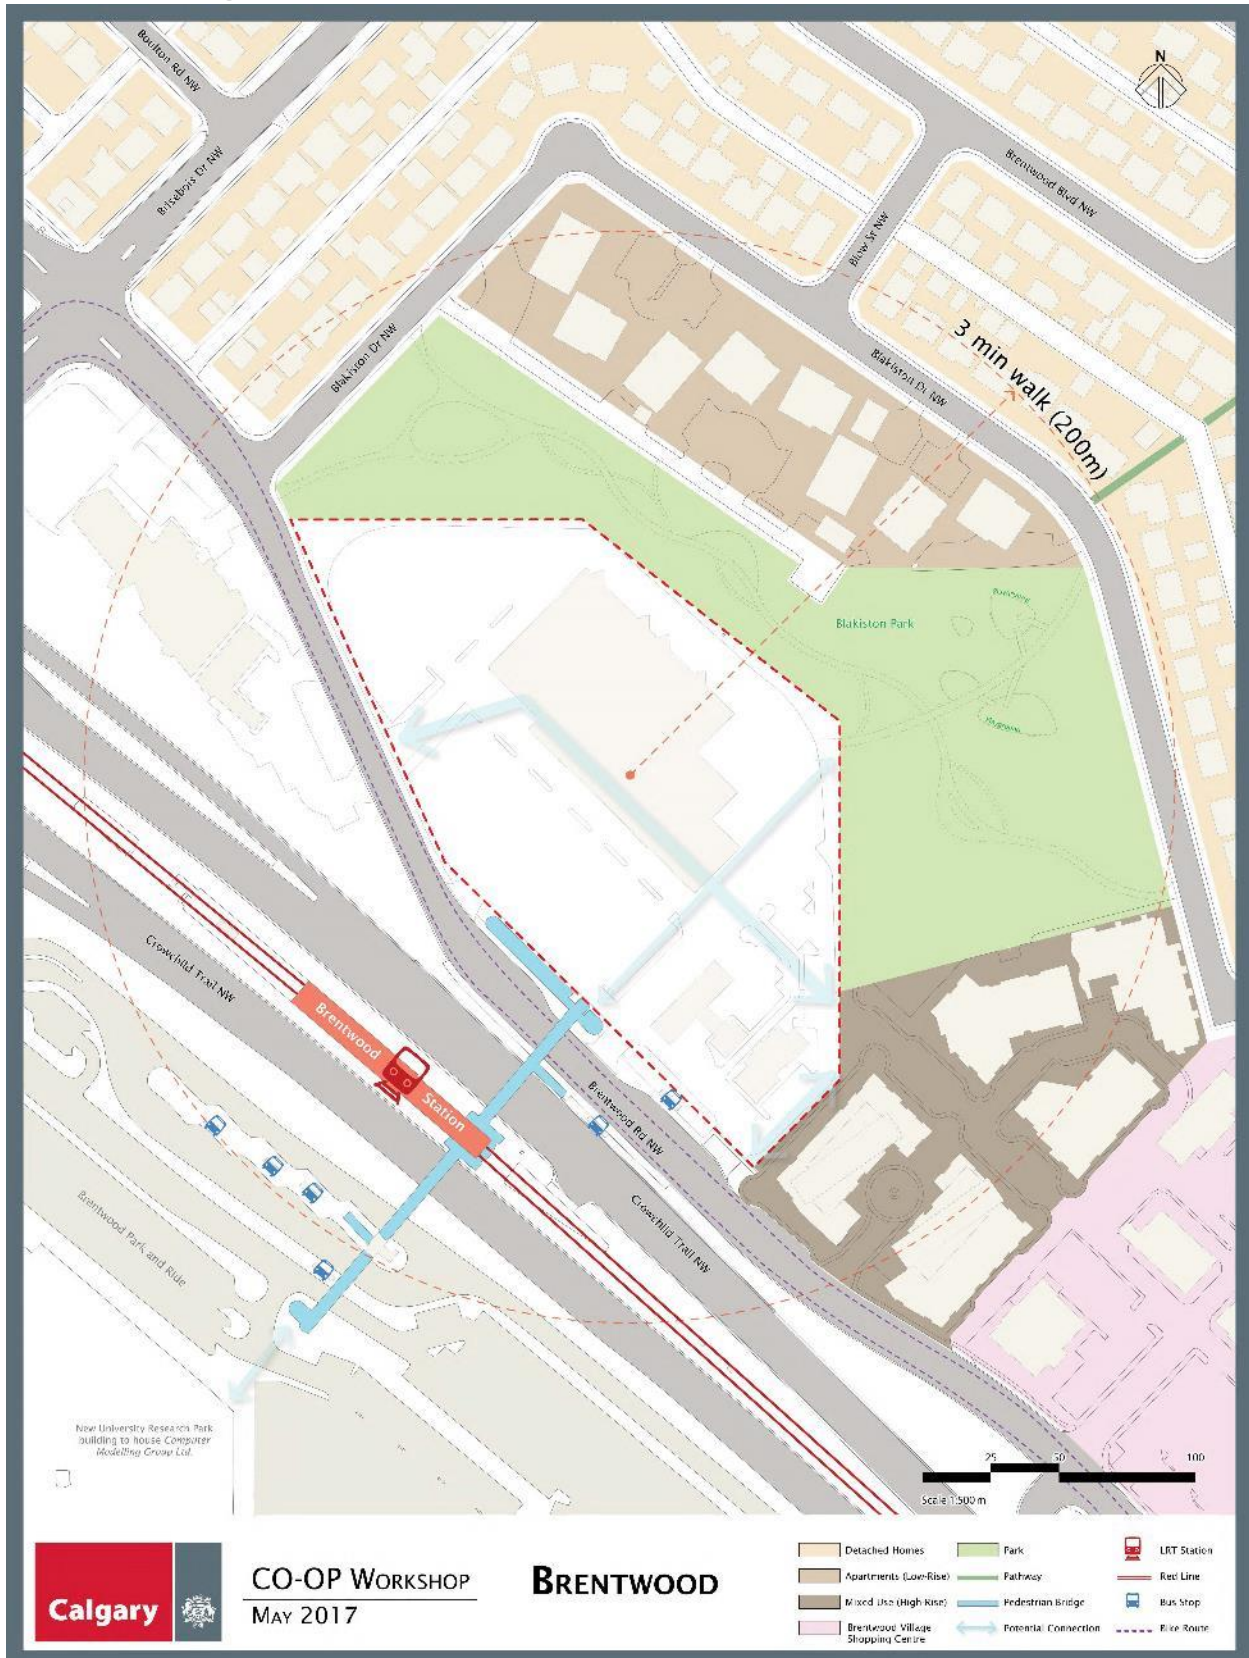 Boulton Rd NW
N
Brisebois Dr NW
Brentwood Blvd NW
Blow St NW
3 min walk (200m)
Blakiston Dr NW
Blakiston Dr NW
Blakiston Park
Playground
Crowchild Trail NW
Brentwood
Station
Brentwood Rd NW
Crowchild Trail NW
Brentwood Park and Ride
New University Research Park
building to house Computer
Modelling Group Ltd.
25 50 100
Scale 1:500 m
Calgary
CO-OP WORKSHOP
MAY 2017
BRENTWOOD
Detached Homes
Apartments (Low-Rise)
Mixed Use (High Rise)
Brentwood Village
Shopping Centre
Park
Pathway
Pedestrian Bridge
Potential Connection
LRT Station
Red Line
Bus Stop
Bike Route